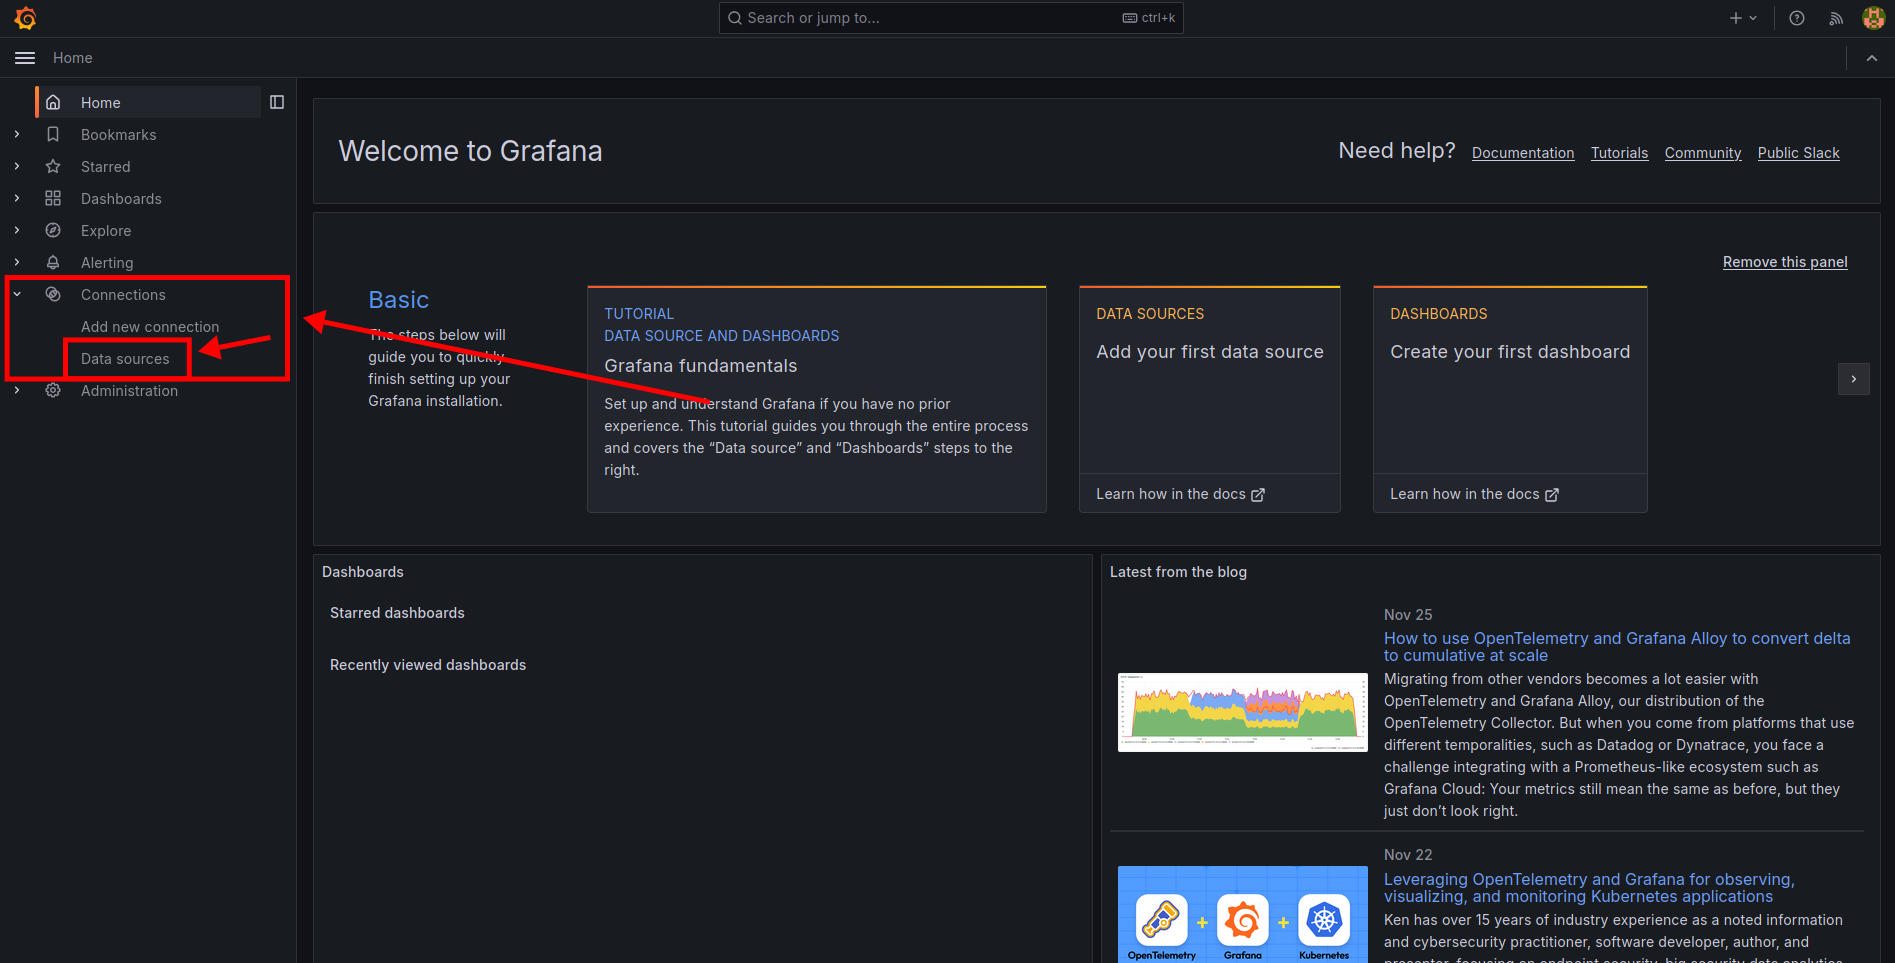 Search or jump to...
ctrl+k
Home
Home
Bookmarks
Starred
Dashboards
Explore
Alerting
Connections
Add new connection
Data sources
Administration
Welcome to Grafana
Need help?
Documentation
Tutorials
Community
Public Slack
Remove this panel
Basic
The steps below will
guide you to quickly
finish setting up your
Grafana installation.
TUTORIAL
DATA SOURCE AND DASHBOARDS
Grafana fundamentals
Set up and understand Grafana if you have no prior
experience. This tutorial guides you through the entire process
and covers the “Data source” and “Dashboards” steps to the
right.
DATA SOURCES
Add your first data source
Learn how in the docs
DASHBOARDS
Create your first dashboard
Learn how in the docs
Dashboards
Starred dashboards
Recently viewed dashboards
Latest from the blog
Nov 25
How to use OpenTelemetry and Grafana Alloy to convert delta
to cumulative at scale
Migrating from other vendors becomes a lot easier with
OpenTelemetry and Grafana Alloy, our distribution of the
OpenTelemetry Collector. But when you come from platforms that use
different temporalities, such as Datadog or Dynatrace, you face a
challenge integrating with a Prometheus-like ecosystem such as
Grafana Cloud: Your metrics still mean the same as before, but they
just don’t look right.
Nov 22
Leveraging OpenTelemetry and Grafana for observing,
visualizing, and monitoring Kubernetes applications
Ken has over 15 years of industry experience as a noted information
and cybersecurity practitioner, software developer, author, and
presenter, focusing on endpoint security, big security data analytics,
OpenTelemetry
+
Grafana
+
Kubernetes